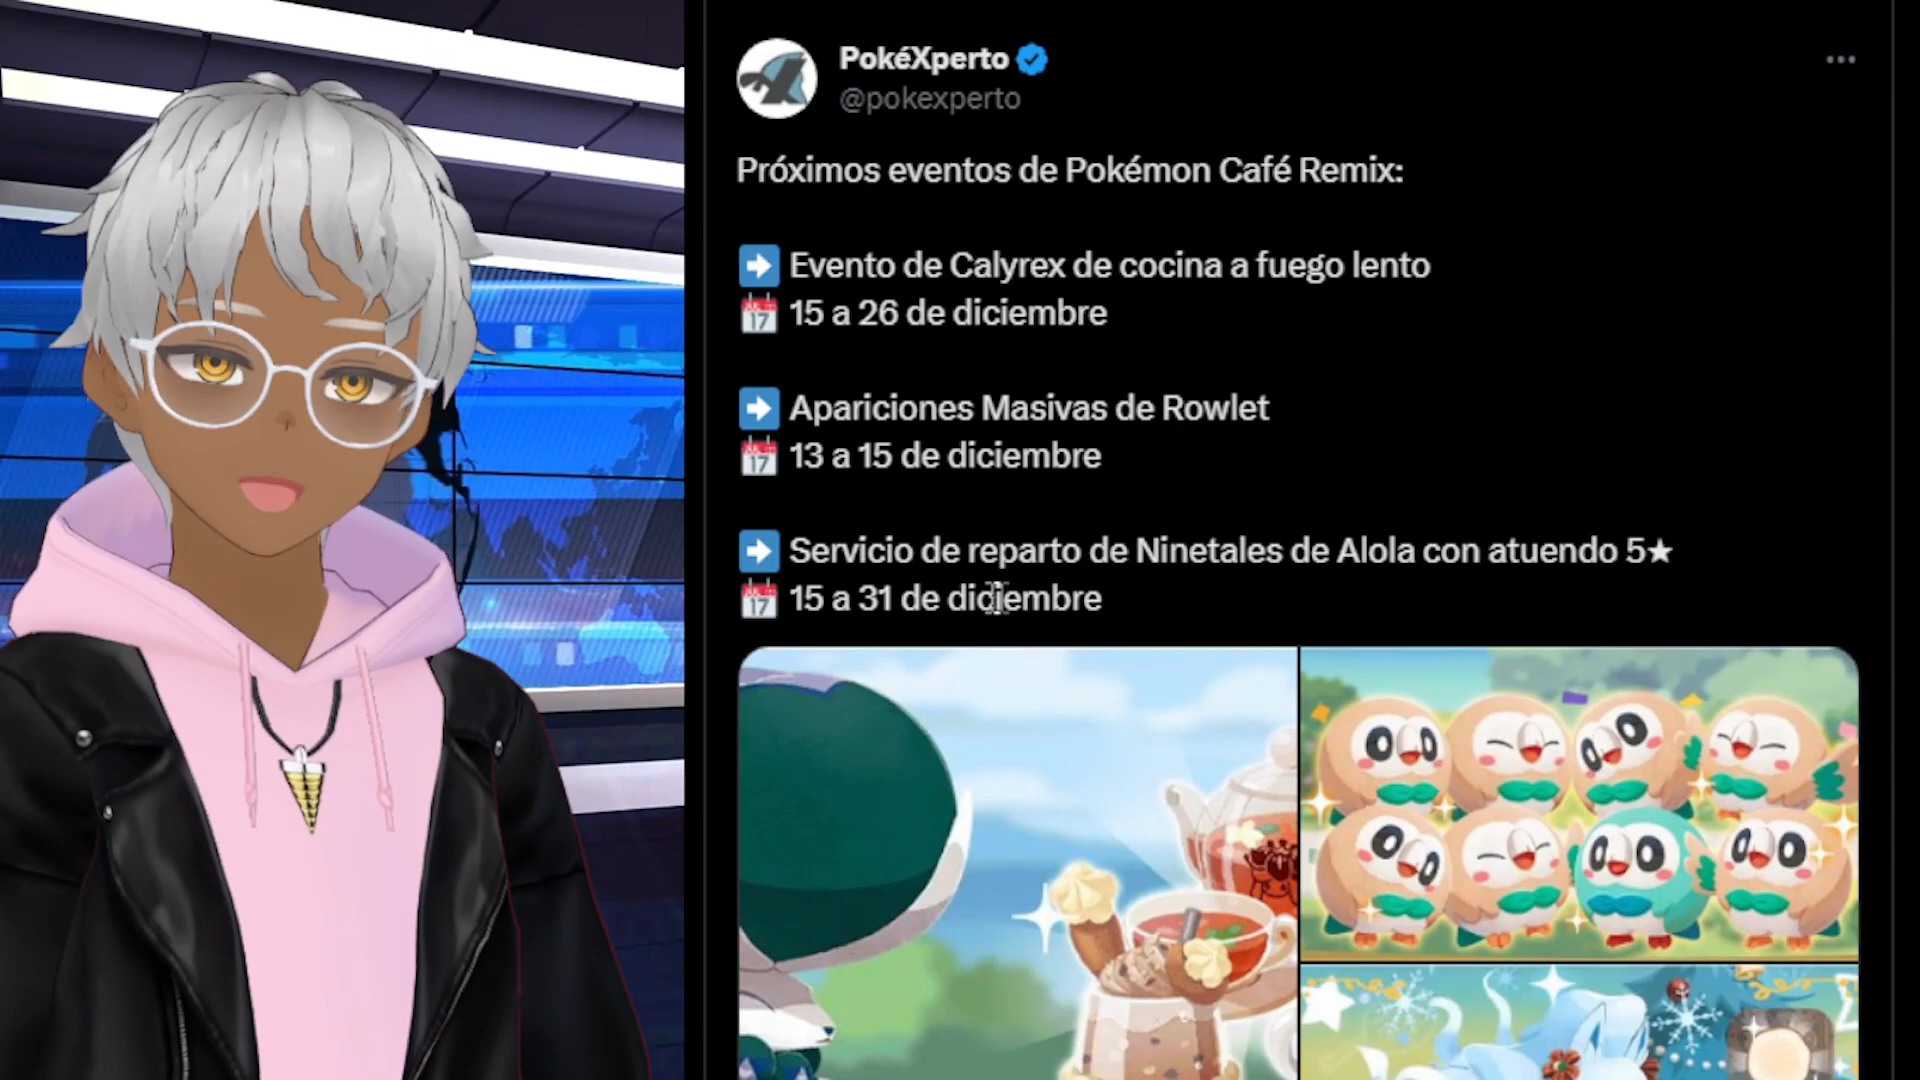 PokéXperto
@pokexperto
Próximos eventos de Pokémon Café Remix:
➡️ Evento de Calyrex de cocina a fuego lento
📅 15 a 26 de diciembre
➡️ Apariciones Masivas de Rowlet
📅 13 a 15 de diciembre
➡️ Servicio de reparto de Ninetales de Alola con atuendo 5★
📅 15 a 31 de diciembre